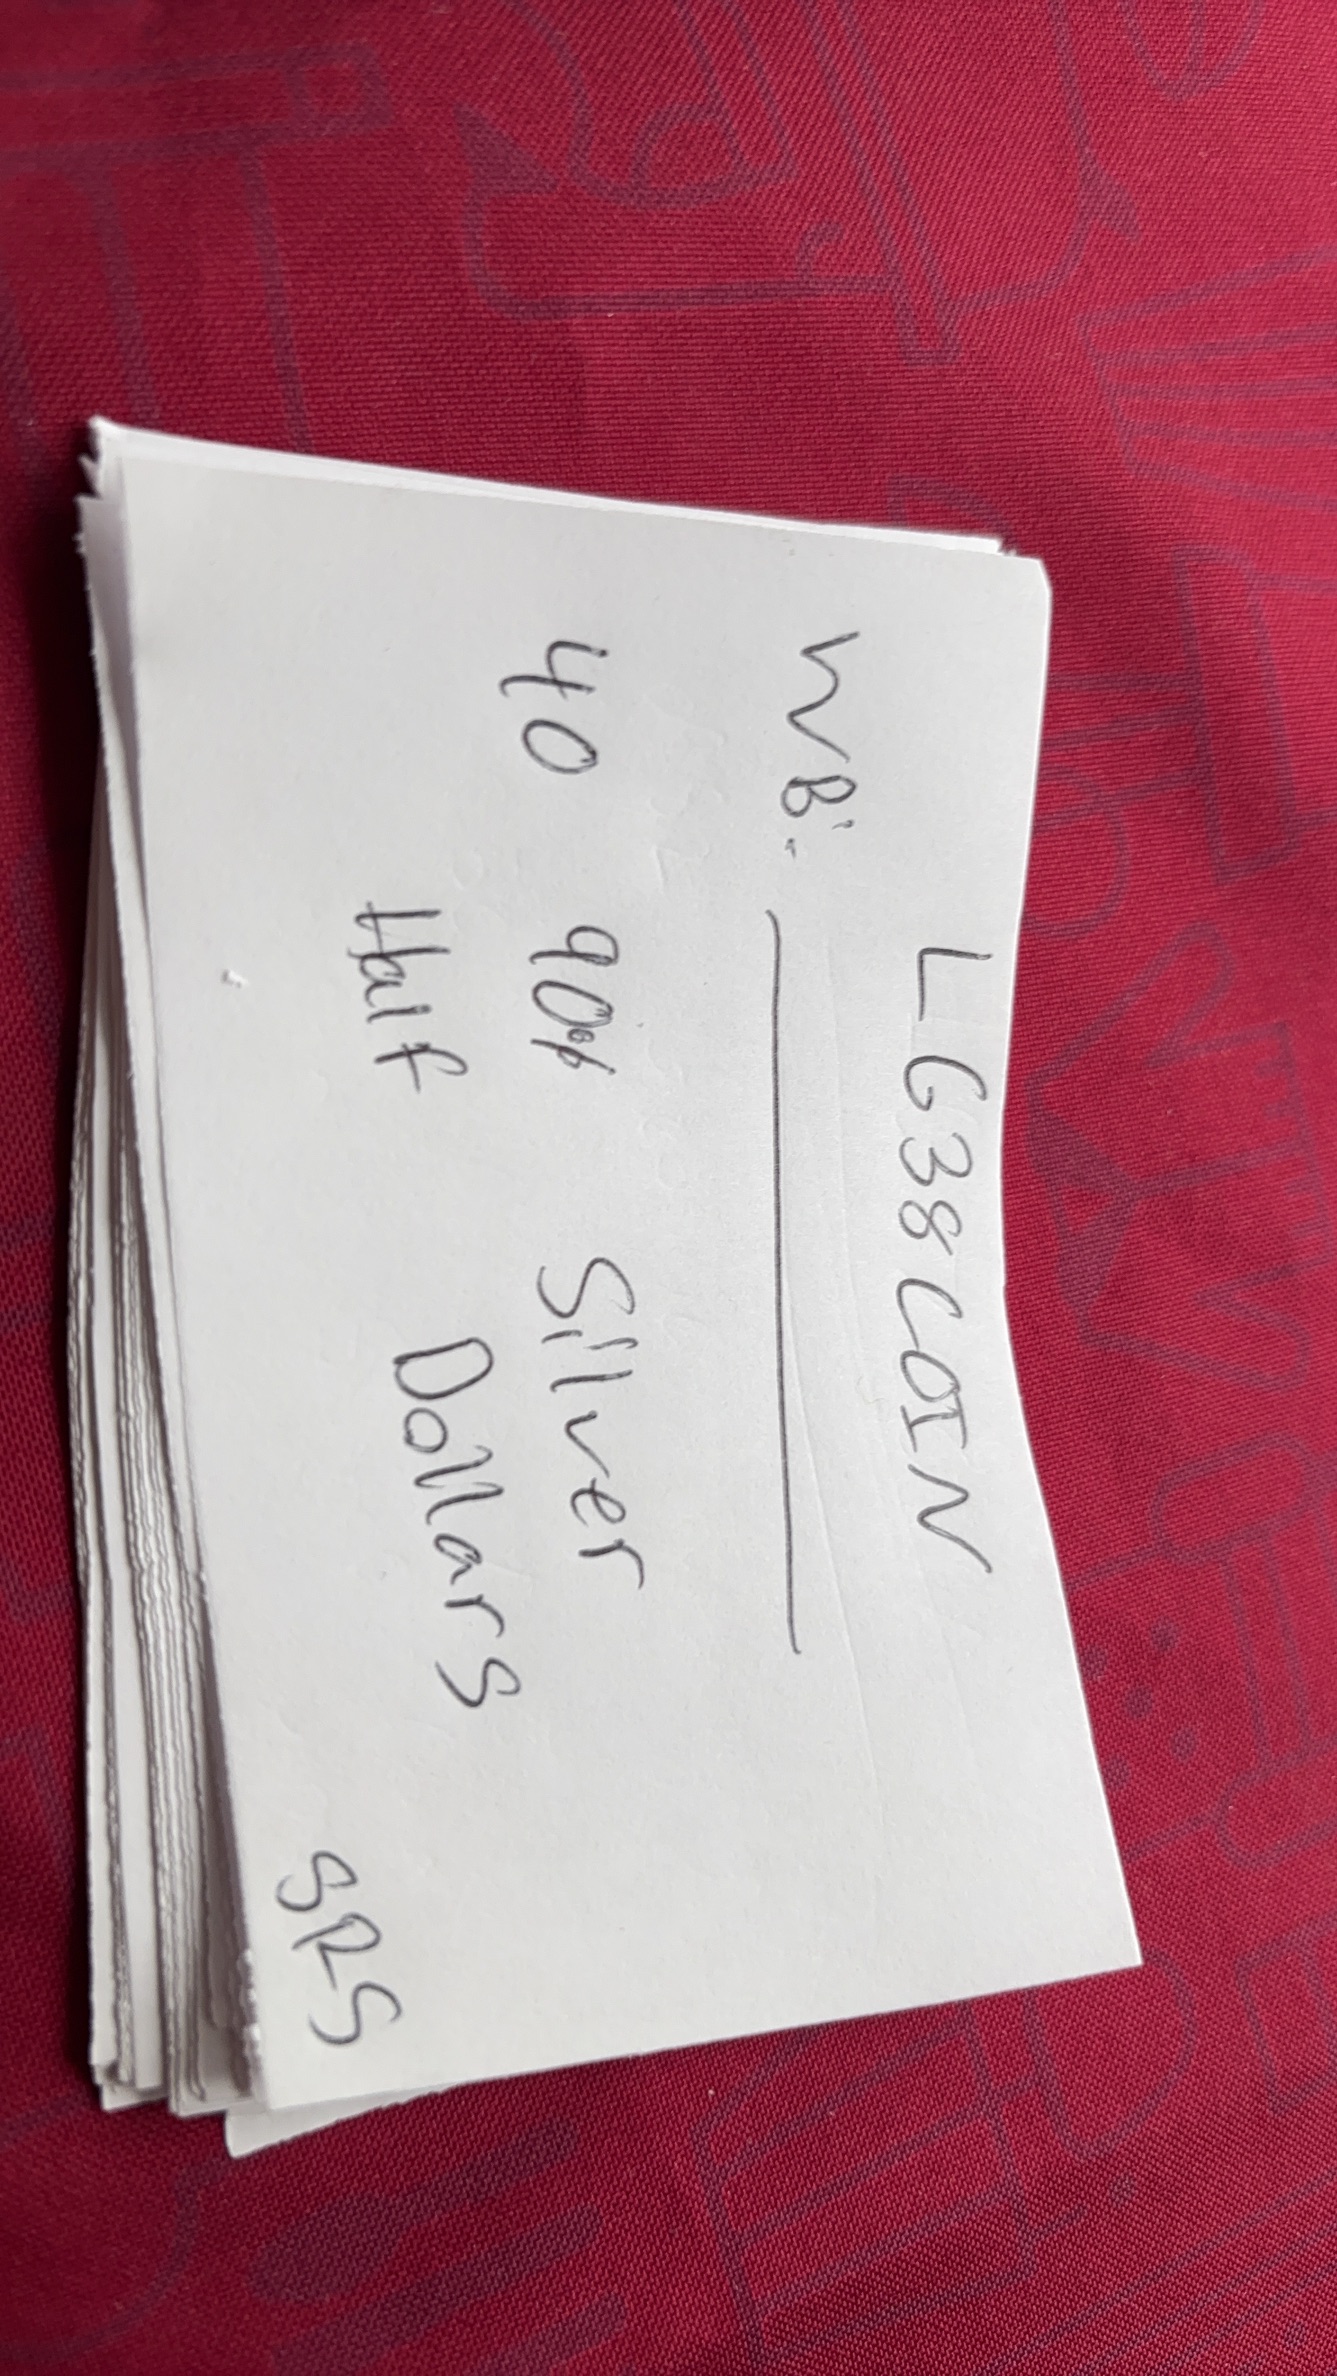 LG38COIN
WB:
40 90% Silver
Half Dollars
SRS